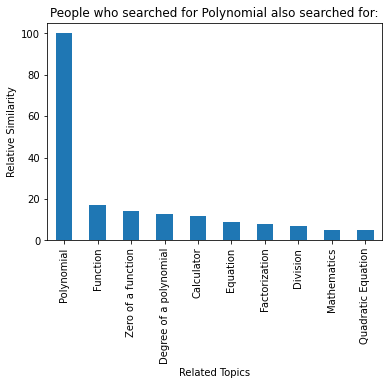 People who searched for Polynomial also searched for:
Relative Similarity
100
80
60
40
20
0
Polynomial
Function
Zero of a function
Degree of a polynomial
Calculator
Equation
Factorization
Division
Mathematics
Quadratic Equation
Related Topics